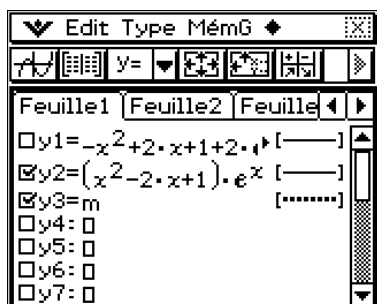 Edit Type MémG ◆
y=
Feuille1 Feuille2 Feuille
y1=-x²+2·x+1+2·e
y2=(x²-2·x+1)·e^x
y3=m
y4:
y5:
y6:
y7: